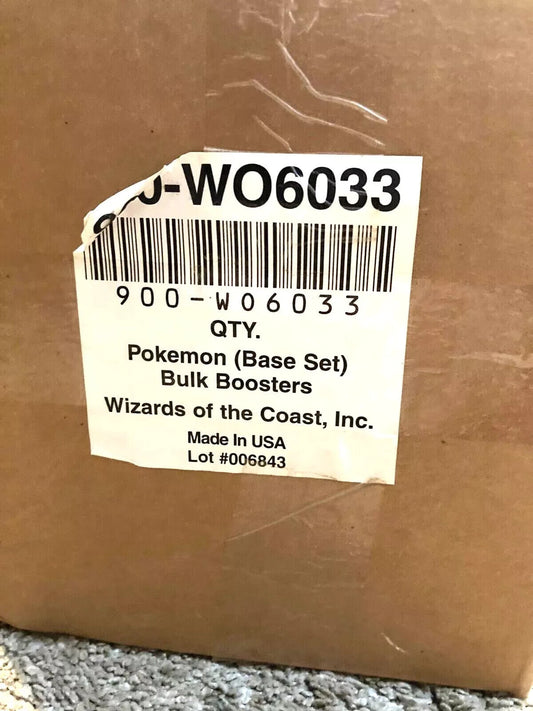 900-WO6033
900-W06033
QTY.
Pokemon (Base Set)
Bulk Boosters
Wizards of the Coast, Inc.
Made In USA
Lot #006843